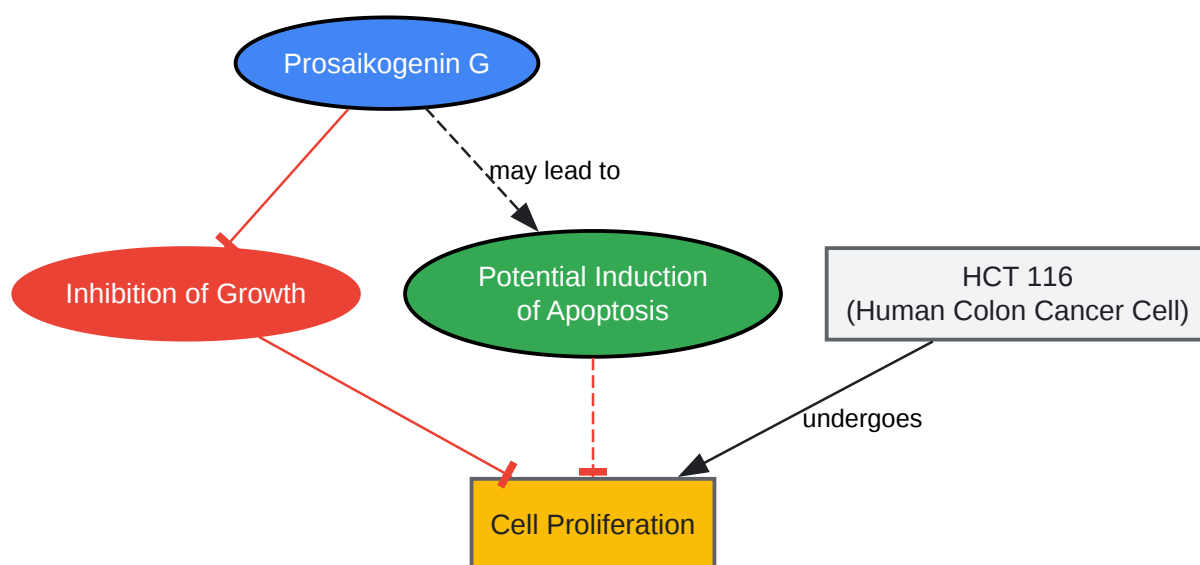 Prosaikogenin G
may lead to
Inhibition of Growth
Potential Induction
of Apoptosis
HCT 116
(Human Colon Cancer Cell)
undergoes
Cell Proliferation